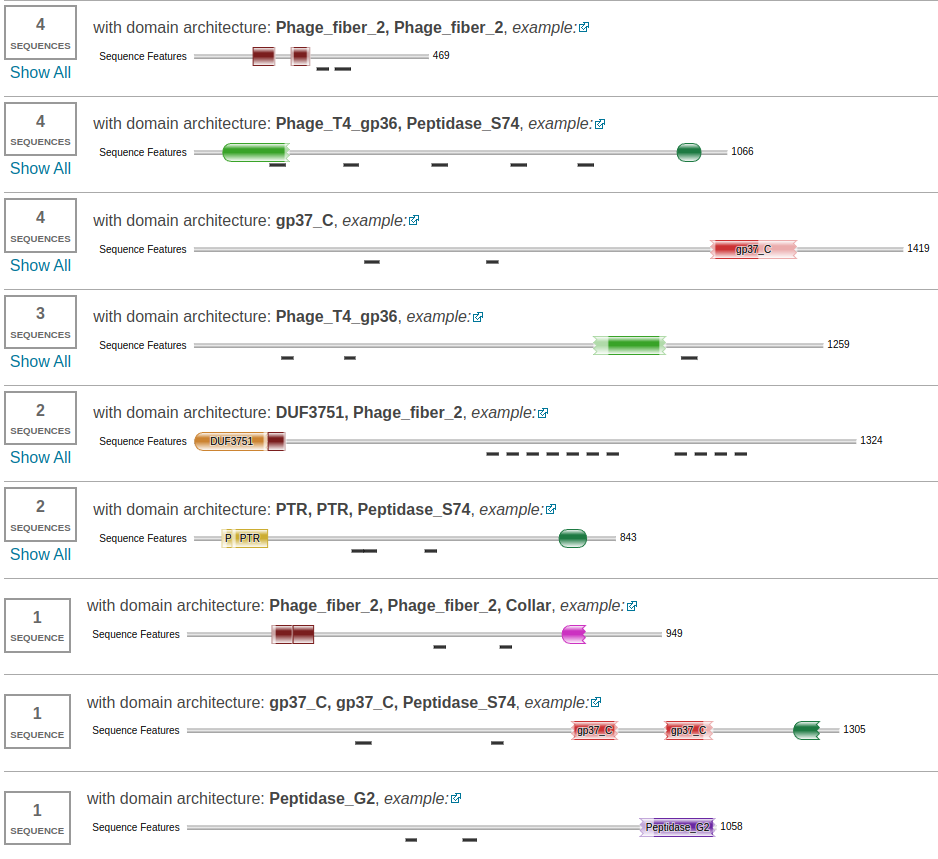 4
SEQUENCES
Show All
with domain architecture: Phage_fiber_2, Phage_fiber_2, example:
Sequence Features 469
4
SEQUENCES
Show All
with domain architecture: Phage_T4_gp36, Peptidase_S74, example:
Sequence Features 1066
4
SEQUENCES
Show All
with domain architecture: gp37_C, example:
Sequence Features gp37_C 1419
3
SEQUENCES
Show All
with domain architecture: Phage_T4_gp36, example:
Sequence Features 1259
2
SEQUENCES
Show All
with domain architecture: DUF3751, Phage_fiber_2, example:
Sequence Features DUF3751 1324
2
SEQUENCES
Show All
with domain architecture: PTR, PTR, Peptidase_S74, example:
Sequence Features P PTR 843
1
SEQUENCE
with domain architecture: Phage_fiber_2, Phage_fiber_2, Collar, example:
Sequence Features 949
1
SEQUENCE
with domain architecture: gp37_C, gp37_C, Peptidase_S74, example:
Sequence Features gp37_C gp37_C 1305
1
SEQUENCE
with domain architecture: Peptidase_G2, example:
Sequence Features Peptidase_G2 1058